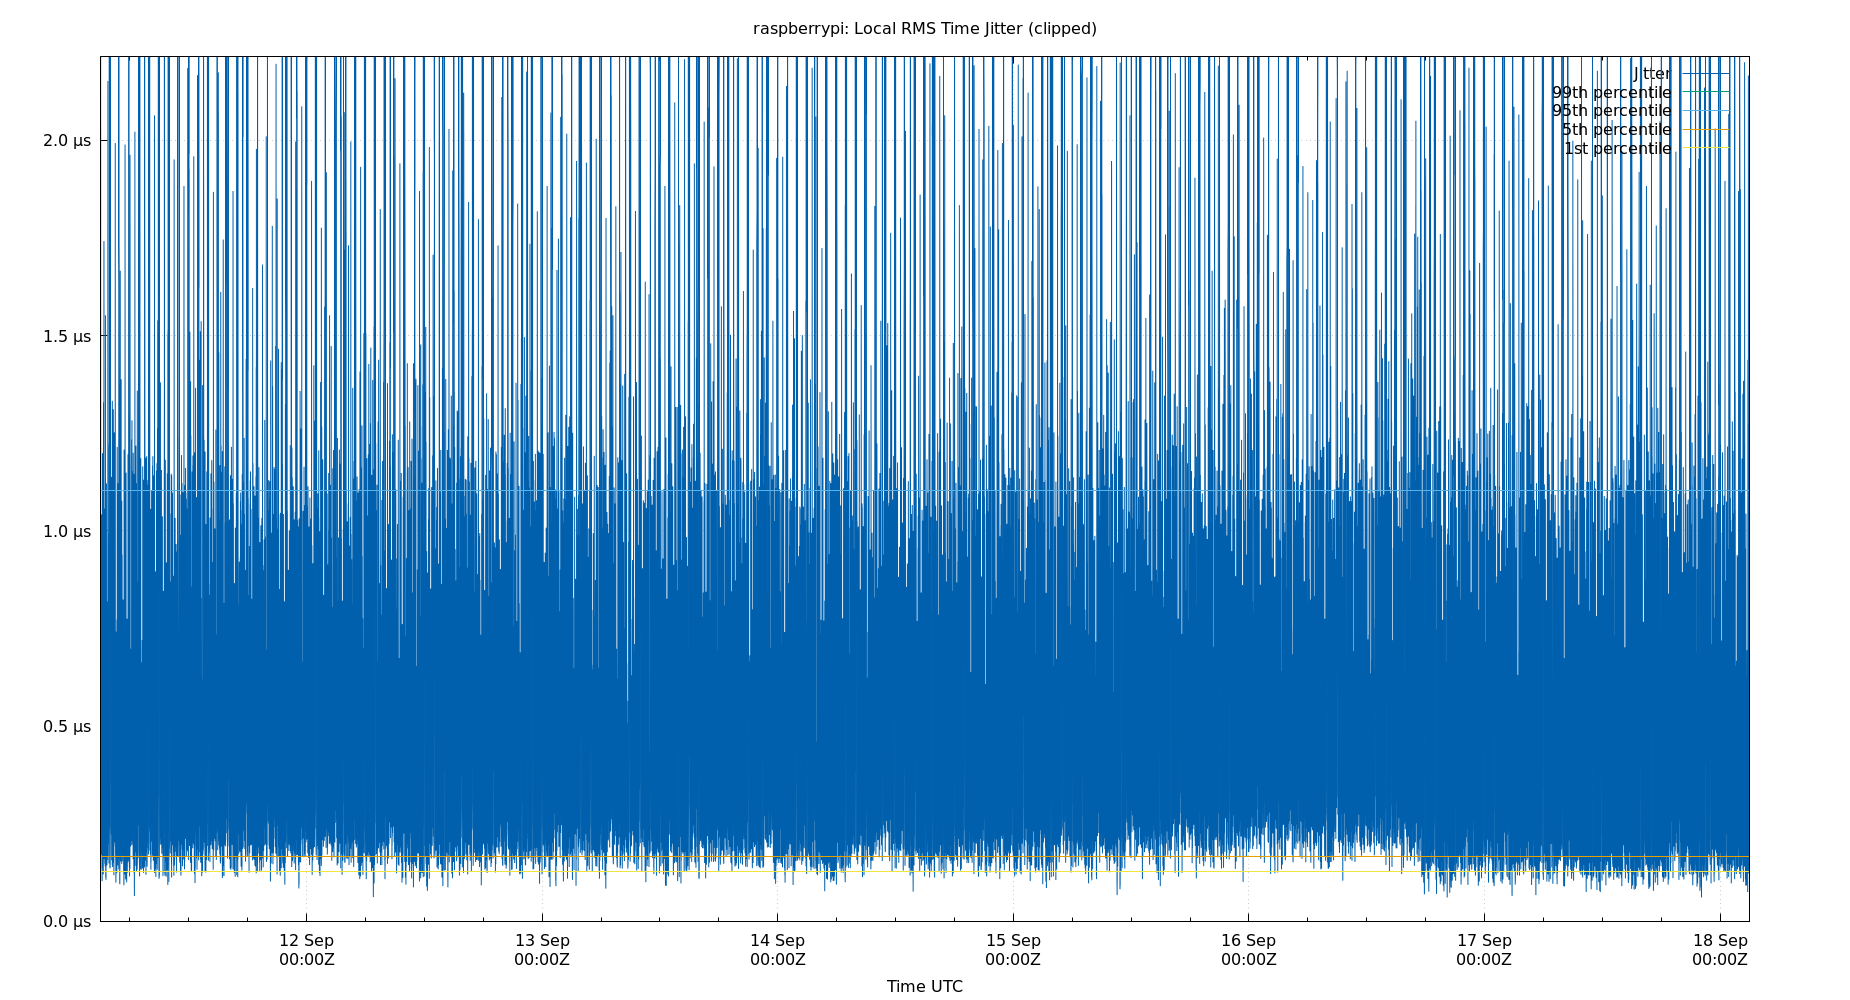 raspberrypi: Local RMS Time Jitter (clipped)
Jitter
99th percentile
95th percentile
5th percentile
1st percentile
2.0 µs
1.5 µs
1.0 µs
0.5 µs
0.0 µs
12 Sep 13 Sep 14 Sep 15 Sep 16 Sep 17 Sep 18 Sep
00:00Z 00:00Z 00:00Z 00:00Z 00:00Z 00:00Z 00:00Z
Time UTC